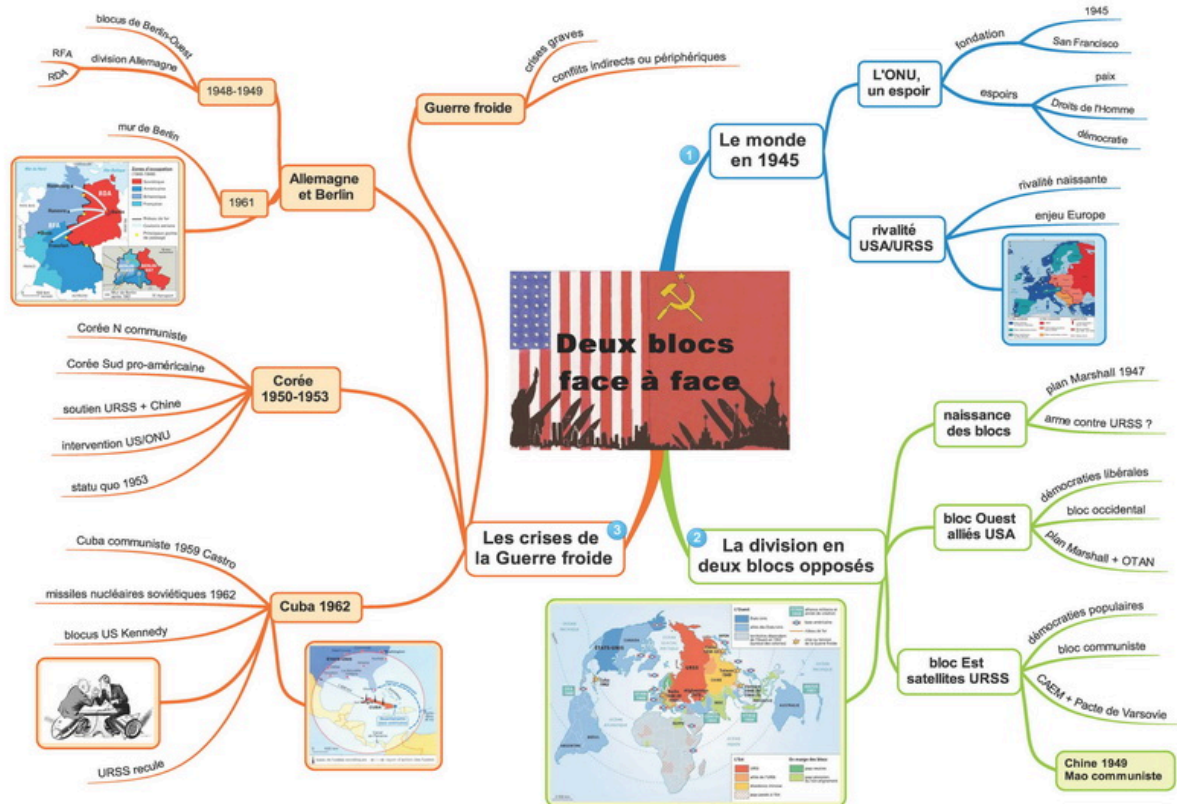 Deux blocs
face à face
1
Le monde
en 1945
L'ONU,
un espoir
fondation
1945
San Francisco
espoirs
paix
Droits de l'Homme
démocratie
rivalité
USA/URSS
rivalité naissante
enjeu Europe
2
La division en
deux blocs opposés
naissance
des blocs
plan Marshall 1947
arme contre URSS ?
bloc Ouest
alliés USA
démocraties libérales
bloc occidental
plan Marshall + OTAN
bloc Est
satellites URSS
démocraties populaires
bloc communiste
CAEM + Pacte de Varsovie
Chine 1949
Mao communiste
3
Les crises de
la Guerre froide
Guerre froide
crises graves
conflits indirects ou périphériques
Allemagne
et Berlin
1948-1949
blocus de Berlin-Ouest
division Allemagne
RFA
RDA
1961
mur de Berlin
RDA
RFA
Corée
1950-1953
Corée N communiste
Corée Sud pro-américaine
soutien URSS + Chine
intervention US/ONU
statu quo 1953
Cuba 1962
Cuba communiste 1959 Castro
missiles nucléaires soviétiques 1962
blocus US Kennedy
URSS recule
ÉTATS-UNIS
URSS